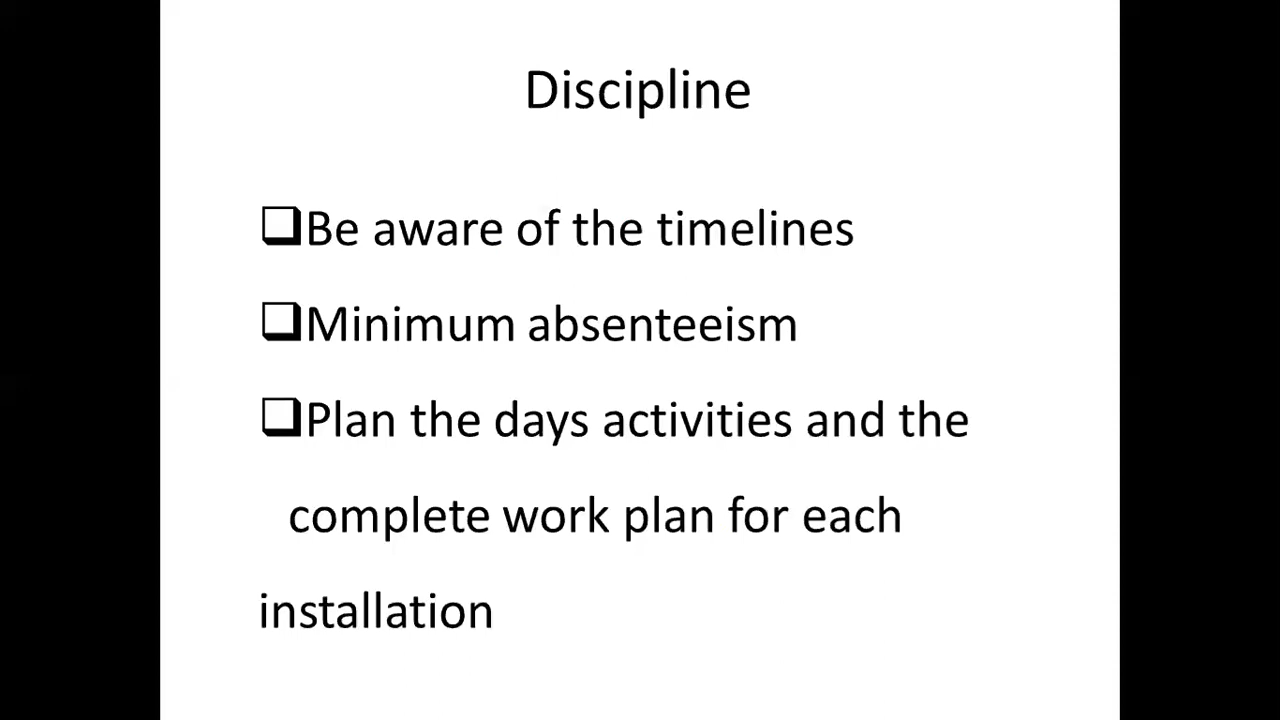 Discipline
❑Be aware of the timelines
❑Minimum absenteeism
❑Plan the days activities and the
complete work plan for each
installation